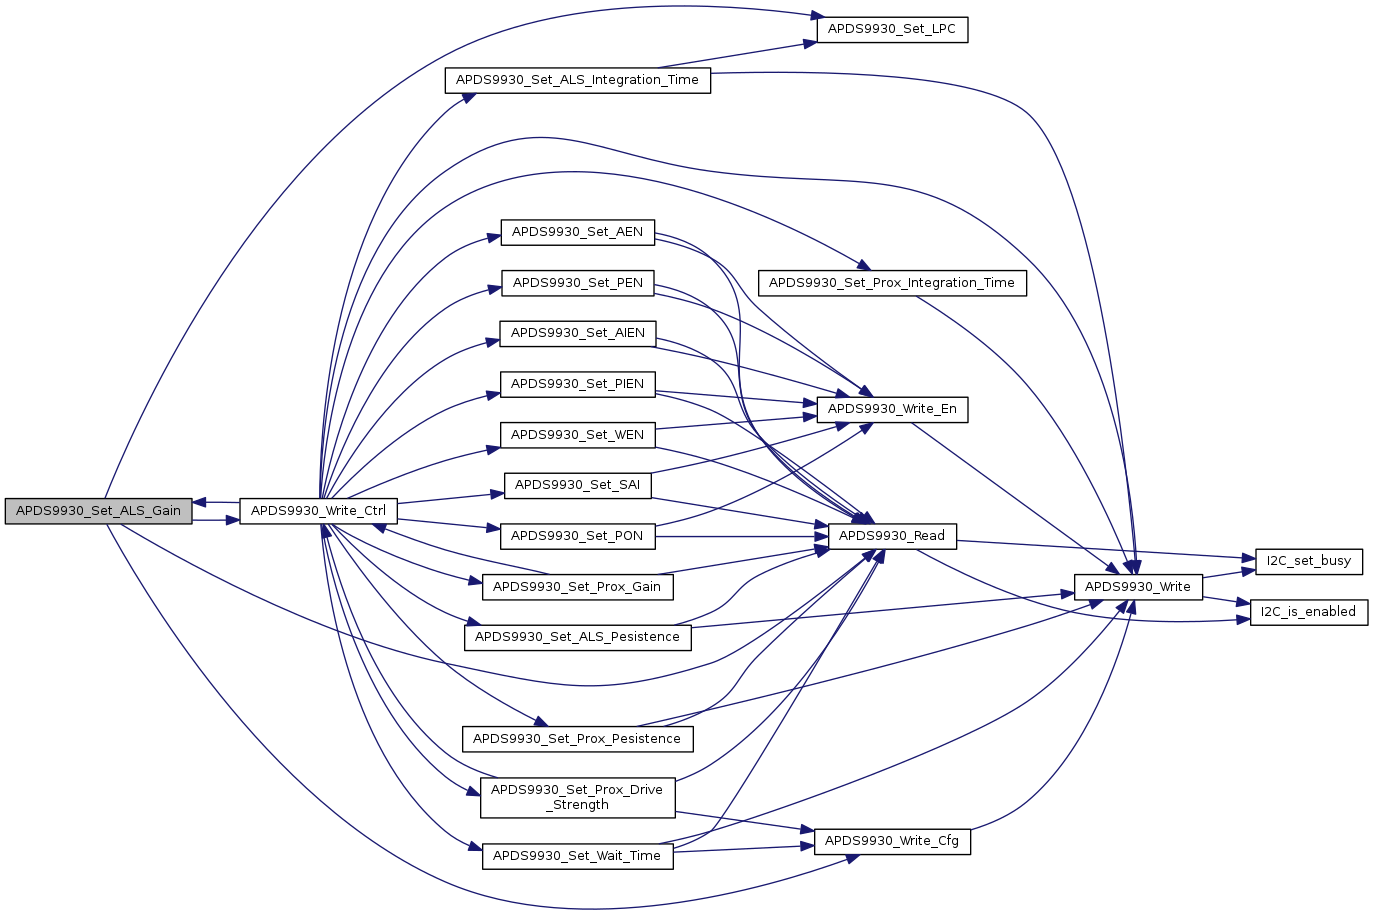 APDS9930_Set_LPC
APDS9930_Set_ALS_Integration_Time
APDS9930_Set_AEN
APDS9930_Set_PEN
APDS9930_Set_Prox_Integration_Time
APDS9930_Set_AIEN
APDS9930_Set_PIEN
APDS9930_Write_En
APDS9930_Set_WEN
APDS9930_Set_SAI
APDS9930_Set_ALS_Gain
APDS9930_Write_Ctrl
APDS9930_Set_PON
APDS9930_Read
I2C_set_busy
APDS9930_Set_Prox_Gain
APDS9930_Write
I2C_is_enabled
APDS9930_Set_ALS_Pesistence
APDS9930_Set_Prox_Pesistence
APDS9930_Set_Prox_Drive
_Strength
APDS9930_Write_Cfg
APDS9930_Set_Wait_Time